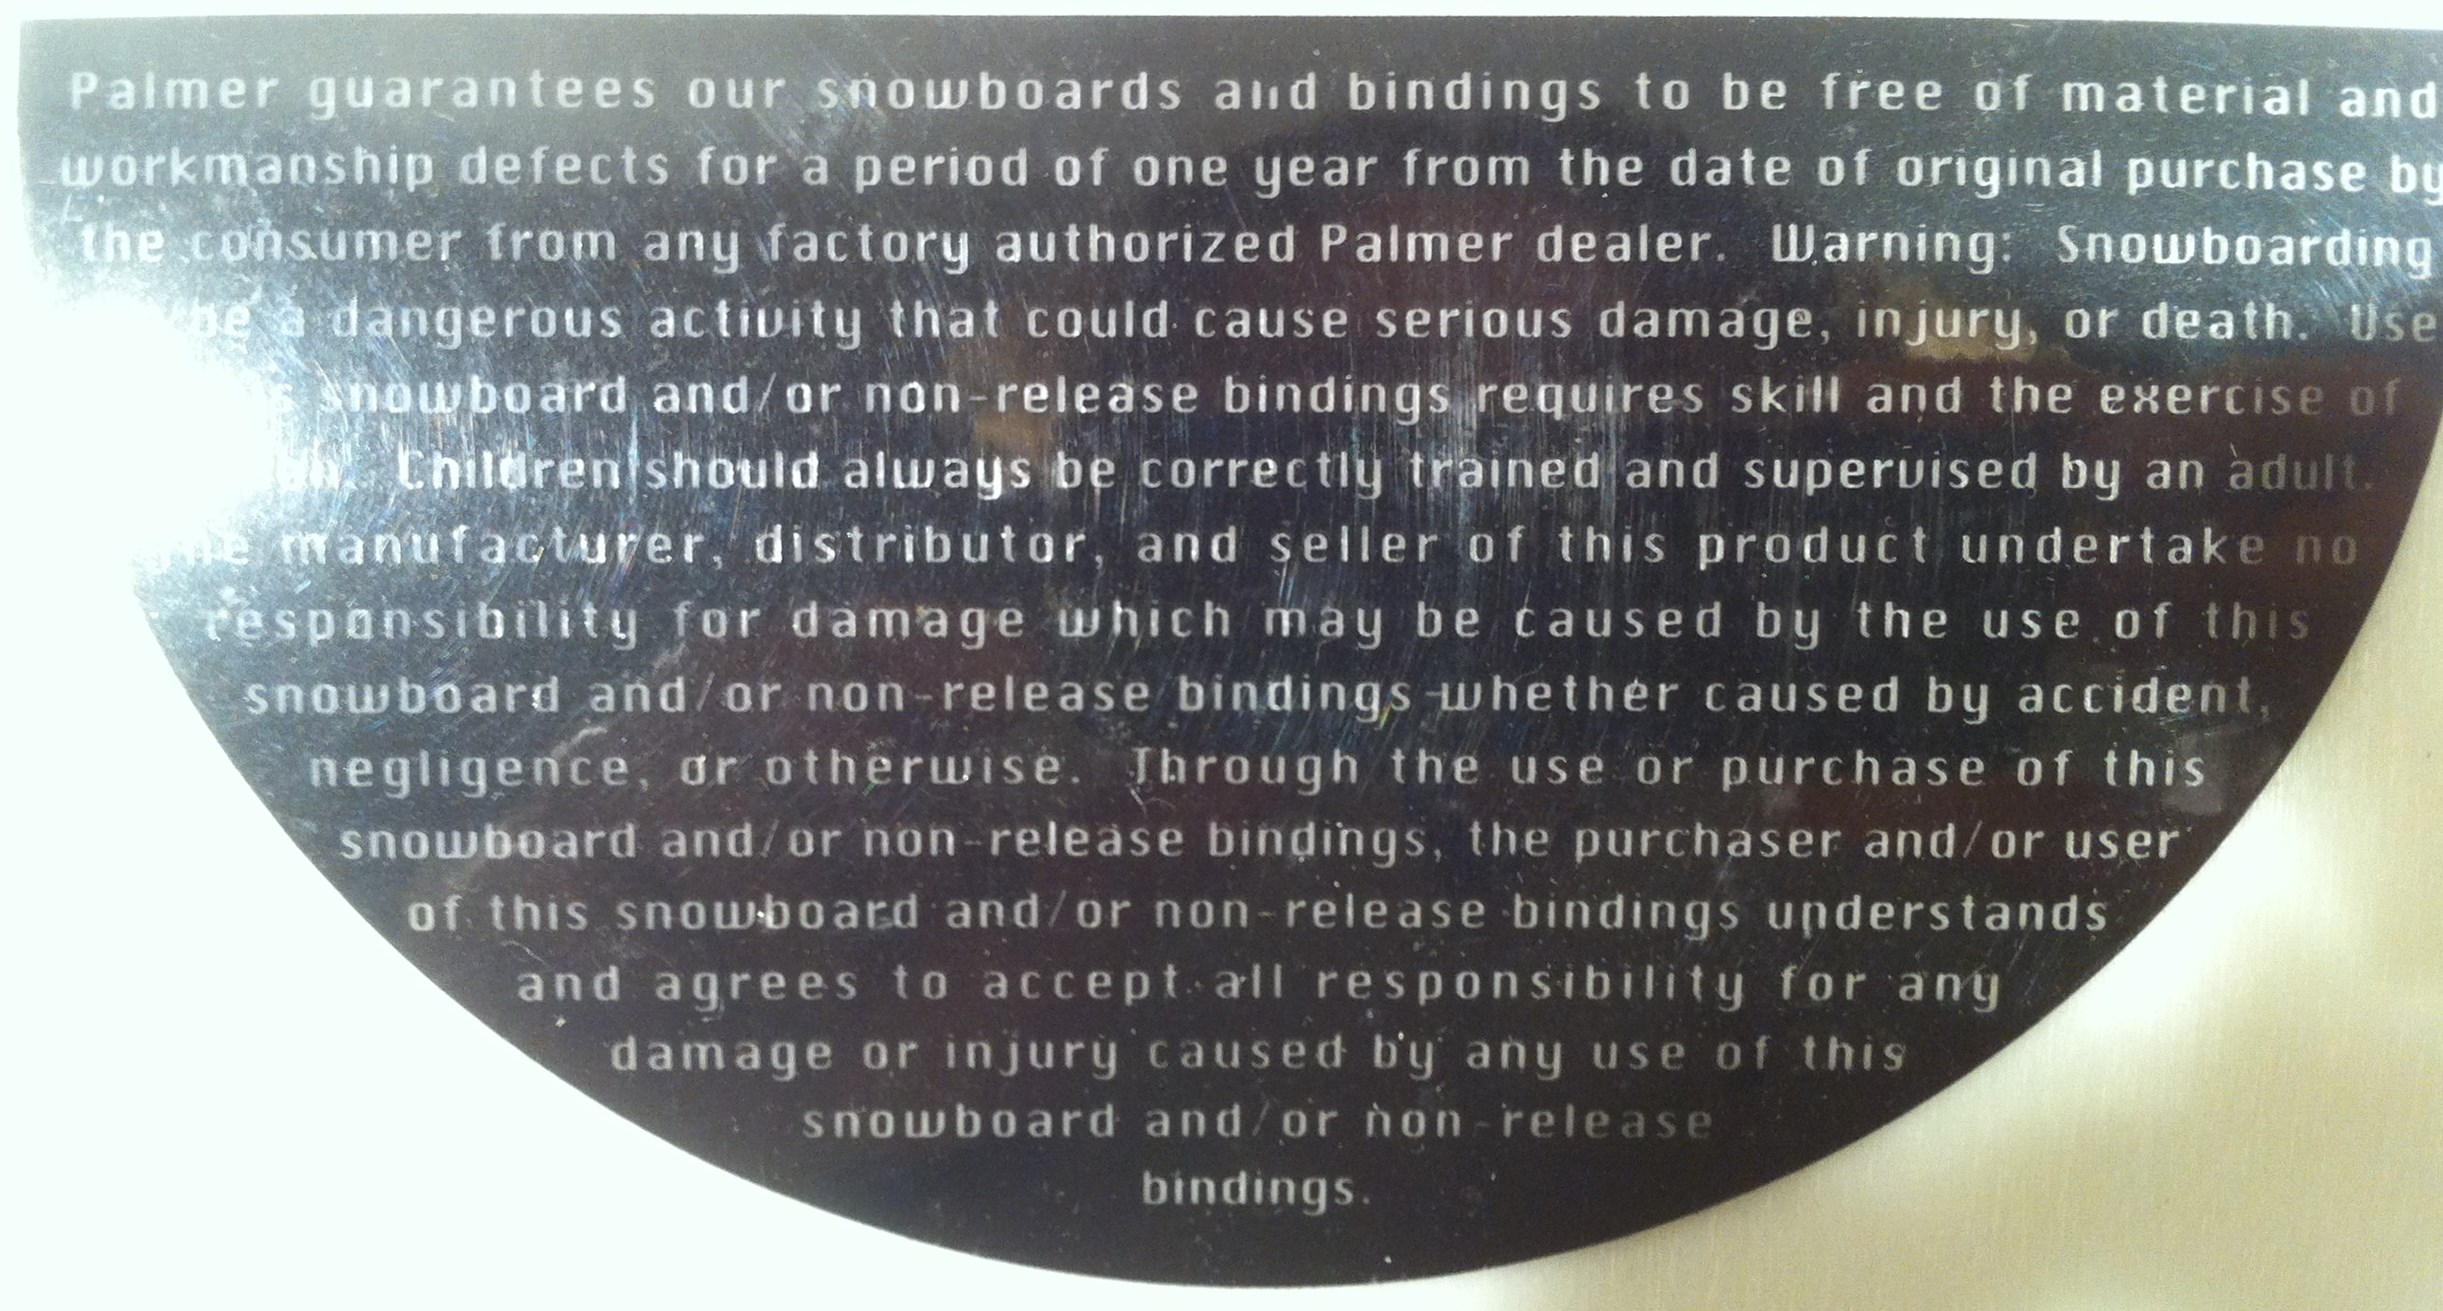 Palmer guarantees our snowboards and bindings to be free of material and
workmanship defects for a period of one year from the date of original purchase by
the consumer from any factory authorized Palmer dealer. Warning: Snowboarding
be a dangerous activity that could cause serious damage, injury, or death. Use
snowboard and/or non-release bindings requires skill and the exercise of
Children should always be correctly trained and supervised by an adult.
manufacturer, distributor, and seller of this product undertake no
responsibility for damage which may be caused by the use of this
snowboard and/or non-release bindings-whether caused by accident,
negligence, or otherwise. Through the use or purchase of this
snowboard and/or non-release bindings, the purchaser and/or user
of this snowboard and/or non-release bindings understands
and agrees to accept all responsibility for any
damage or injury caused by any use of this
snowboard and/or non-release
bindings.